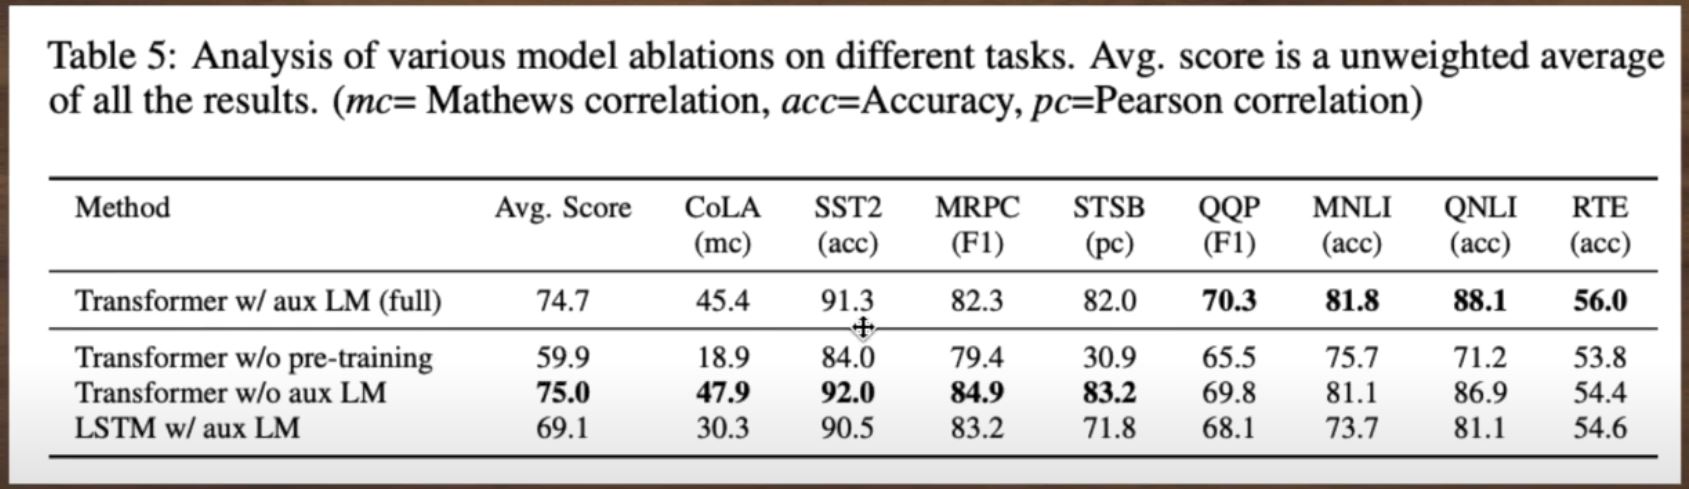 Table 5: Analysis of various model ablations on different tasks. Avg. score is a unweighted average
of all the results. (mc= Mathews correlation, acc=Accuracy, pc=Pearson correlation)
Method Avg. Score CoLA SST2 MRPC STSB QQP MNLI QNLI RTE
(mc) (acc) (F1) (pc) (F1) (acc) (acc) (acc)
Transformer w/ aux LM (full) 74.7 45.4 91.3 82.3 82.0 70.3 81.8 88.1 56.0
Transformer w/o pre-training 59.9 18.9 84.0 79.4 30.9 65.5 75.7 71.2 53.8
Transformer w/o aux LM 75.0 47.9 92.0 84.9 83.2 69.8 81.1 86.9 54.4
LSTM w/ aux LM 69.1 30.3 90.5 83.2 71.8 68.1 73.7 81.1 54.6